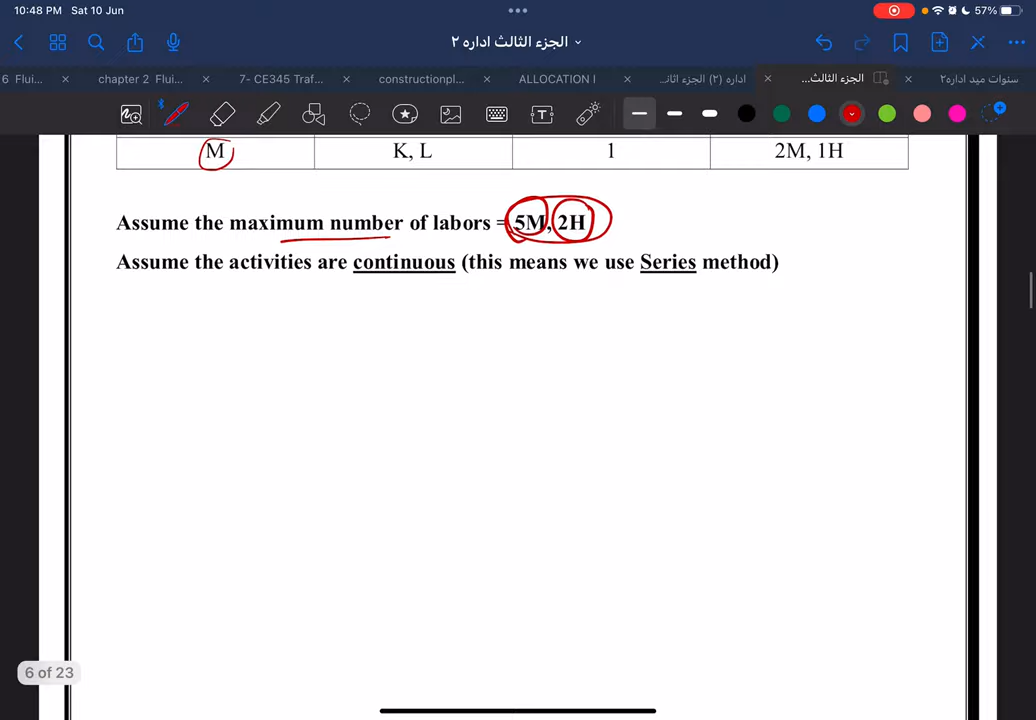 10:48 PM Sat 10 Jun
57%
الجزء الثالث اداره ٢
6 Flui...
chapter 2 Flui...
7- CE345 Traf...
constructionpl...
ALLOCATION I
اداره (٢) الجزء اثان...
الجزء الثالث...
سنوات ميد اداره٢
M K, L 1 2M, 1H
Assume the maximum number of labors = 5M, 2H
Assume the activities are continuous (this means we use Series method)
6 of 23